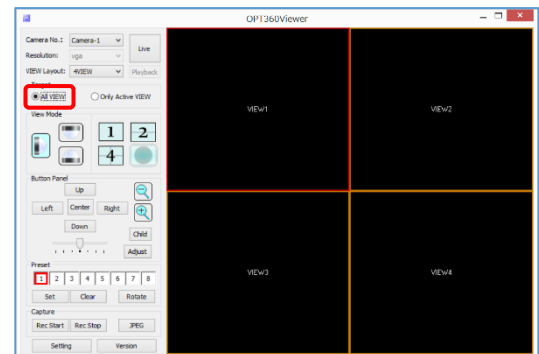 OPT360Viewer
Camera No.: Camera-1
Live
Resolution: vga
VIEW Layout: 4VIEW Playback
Target
All VIEW Only Active VIEW
View Mode
1 2
4
Button Panel
Up
Left Center Right
Down
Child
Adjust
Preset
1 2 3 4 5 6 7 8
Set Clear Rotate
Capture
Rec Start Rec Stop JPEG
Setting Version
VIEW1 VIEW2
VIEW3 VIEW4